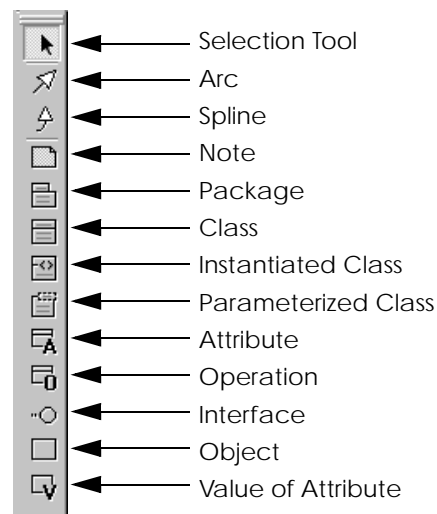 Selection Tool
Arc
Spline
Note
Package
Class
Instantiated Class
Parameterized Class
A Attribute
O Operation
Interface
Object
V Value of Attribute